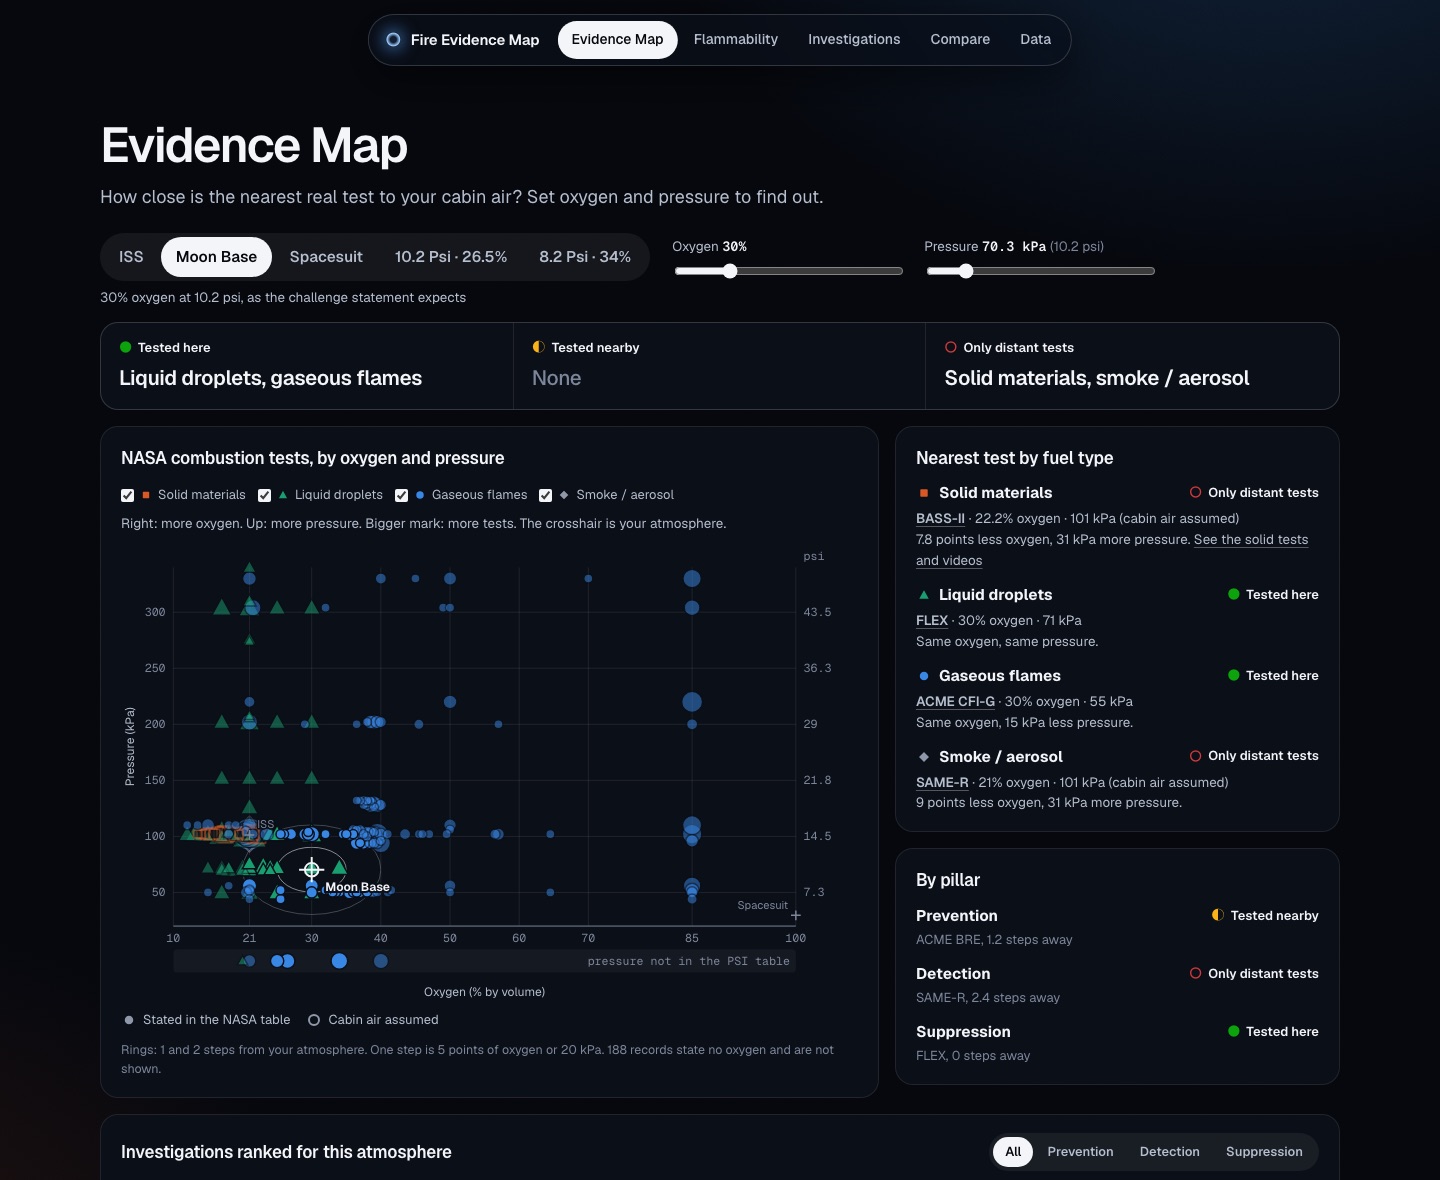 Fire Evidence Map
Evidence Map
Flammability
Investigations
Compare
Data
Evidence Map
How close is the nearest real test to your cabin air? Set oxygen and pressure to find out.
ISS
Moon Base
Spacesuit
10.2 Psi · 26.5%
8.2 Psi · 34%
Oxygen 30%
Pressure 70.3 kPa (10.2 psi)
30% oxygen at 10.2 psi, as the challenge statement expects
Tested here
Liquid droplets, gaseous flames
Tested nearby
None
Only distant tests
Solid materials, smoke / aerosol
NASA combustion tests, by oxygen and pressure
Solid materials
Liquid droplets
Gaseous flames
Smoke / aerosol
Right: more oxygen. Up: more pressure. Bigger mark: more tests. The crosshair is your atmosphere.
psi
300
43.5
250
36.3
200
29
150
21.8
100
14.5
50
7.3
Pressure (kPa)
ISS
Moon Base
Spacesuit
10
21
30
40
50
60
70
85
100
pressure not in the PSI table
Oxygen (% by volume)
Stated in the NASA table
Cabin air assumed
Rings: 1 and 2 steps from your atmosphere. One step is 5 points of oxygen or 20 kPa. 188 records state no oxygen and are not
shown.
Nearest test by fuel type
Solid materials
Only distant tests
BASS-II · 22.2% oxygen · 101 kPa (cabin air assumed)
7.8 points less oxygen, 31 kPa more pressure. See the solid tests
and videos
Liquid droplets
Tested here
FLEX · 30% oxygen · 71 kPa
Same oxygen, same pressure.
Gaseous flames
Tested here
ACME CFI-G · 30% oxygen · 55 kPa
Same oxygen, 15 kPa less pressure.
Smoke / aerosol
Only distant tests
SAME-R · 21% oxygen · 101 kPa (cabin air assumed)
9 points less oxygen, 31 kPa more pressure.
By pillar
Prevention
Tested nearby
ACME BRE, 1.2 steps away
Detection
Only distant tests
SAME-R, 2.4 steps away
Suppression
Tested here
FLEX, 0 steps away
Investigations ranked for this atmosphere
All
Prevention
Detection
Suppression